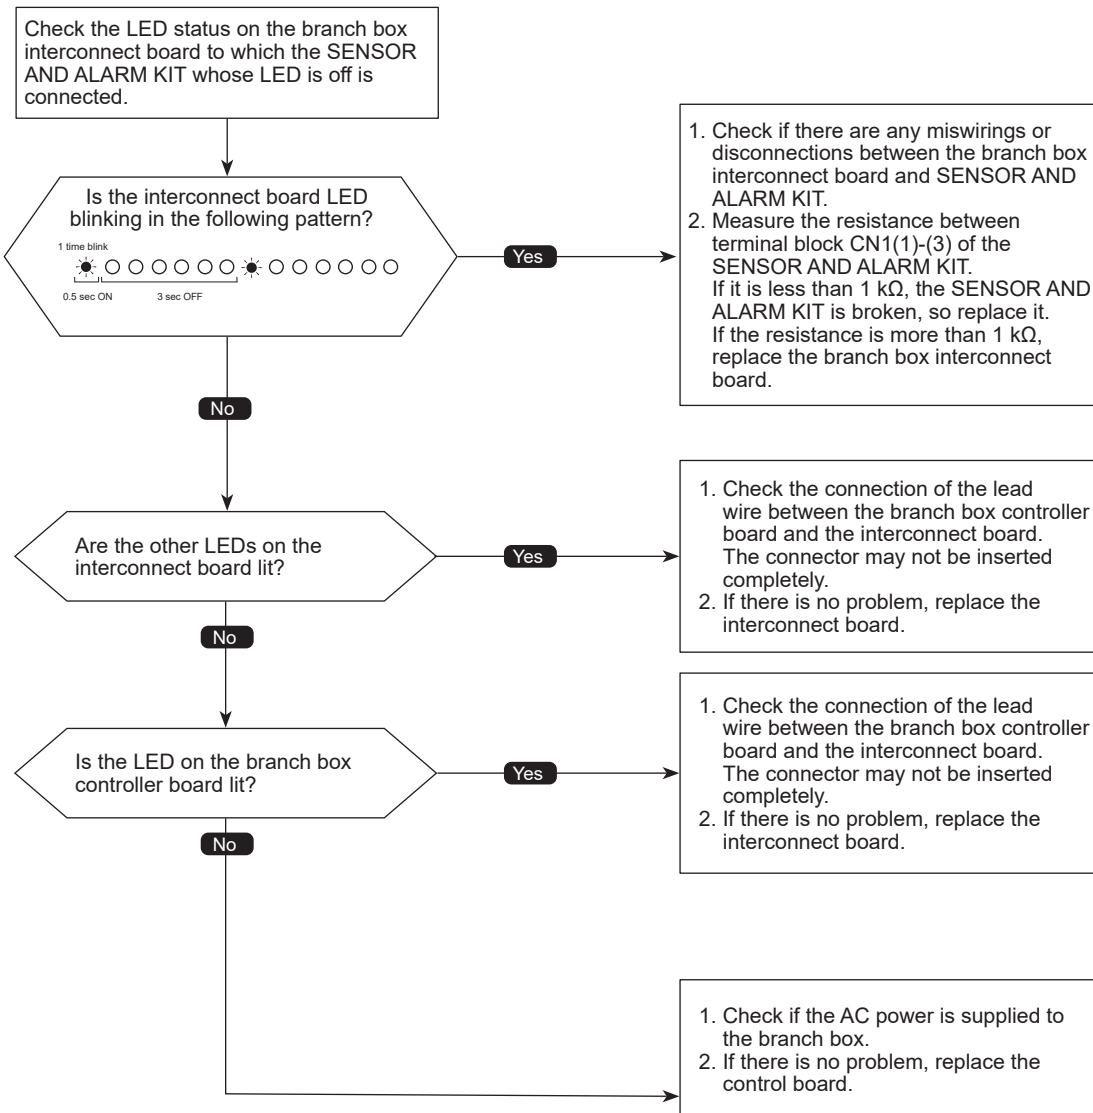 Check the LED status on the branch box
interconnect board to which the SENSOR
AND ALARM KIT whose LED is off is
connected.
Is the interconnect board LED
blinking in the following pattern?
1 time blink
0.5 sec ON
3 sec OFF
Yes
1. Check if there are any miswirings or
disconnections between the branch box
interconnect board and SENSOR AND
ALARM KIT.
2. Measure the resistance between
terminal block CN1(1)-(3) of the
SENSOR AND ALARM KIT.
If it is less than 1 kΩ, the SENSOR AND
ALARM KIT is broken, so replace it.
If the resistance is more than 1 kΩ,
replace the branch box interconnect
board.
No
Are the other LEDs on the
interconnect board lit?
Yes
1. Check the connection of the lead
wire between the branch box controller
board and the interconnect board.
The connector may not be inserted
completely.
2. If there is no problem, replace the
interconnect board.
No
Is the LED on the branch box
controller board lit?
Yes
1. Check the connection of the lead
wire between the branch box controller
board and the interconnect board.
The connector may not be inserted
completely.
2. If there is no problem, replace the
interconnect board.
No
1. Check if the AC power is supplied to
the branch box.
2. If there is no problem, replace the
control board.